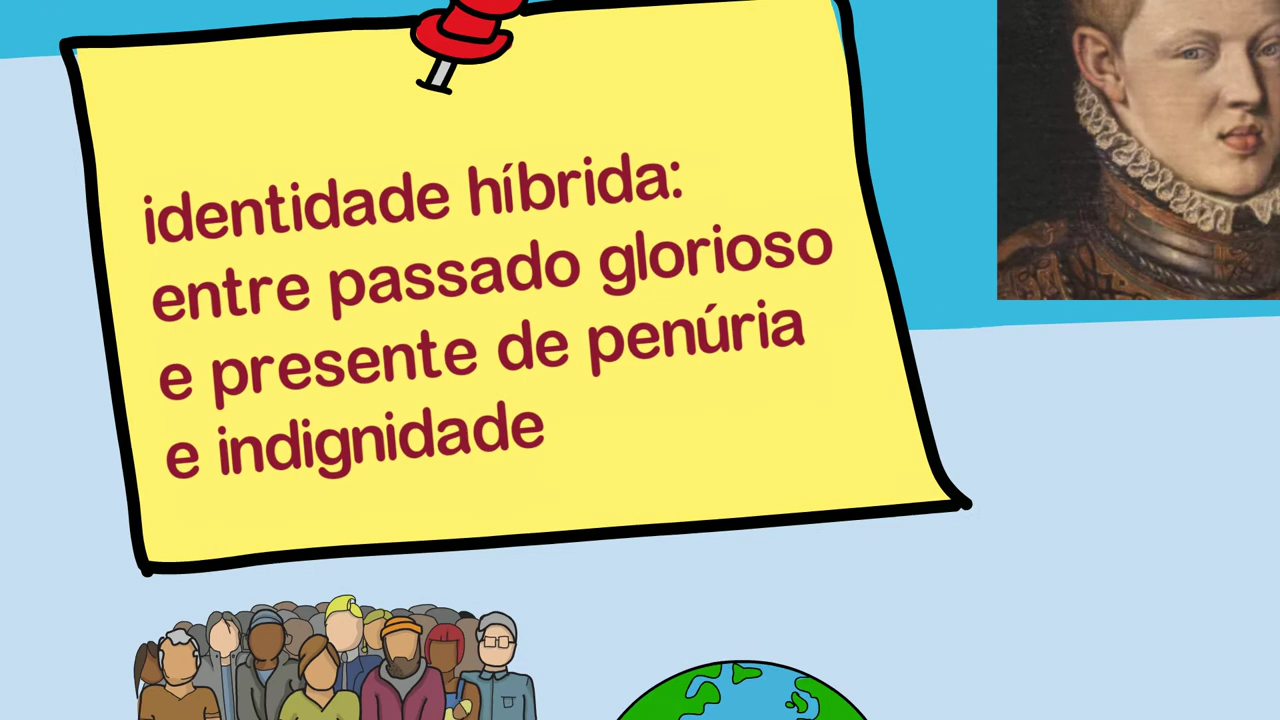 identidade híbrida:
entre passado glorioso
e presente de penúria
e indignidade